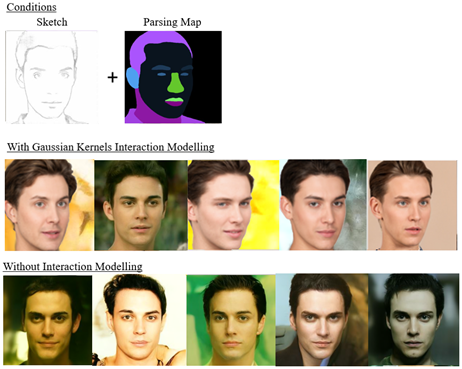 Conditions
Sketch
Parsing Map
+
With Gaussian Kernels Interaction Modelling
Without Interaction Modelling